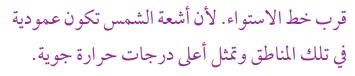 قرب خط الاستواء. لأن أشعة الشمس تكون عمودية
في تلك المناطق وتمثل أعلى درجات حرارة جوية.